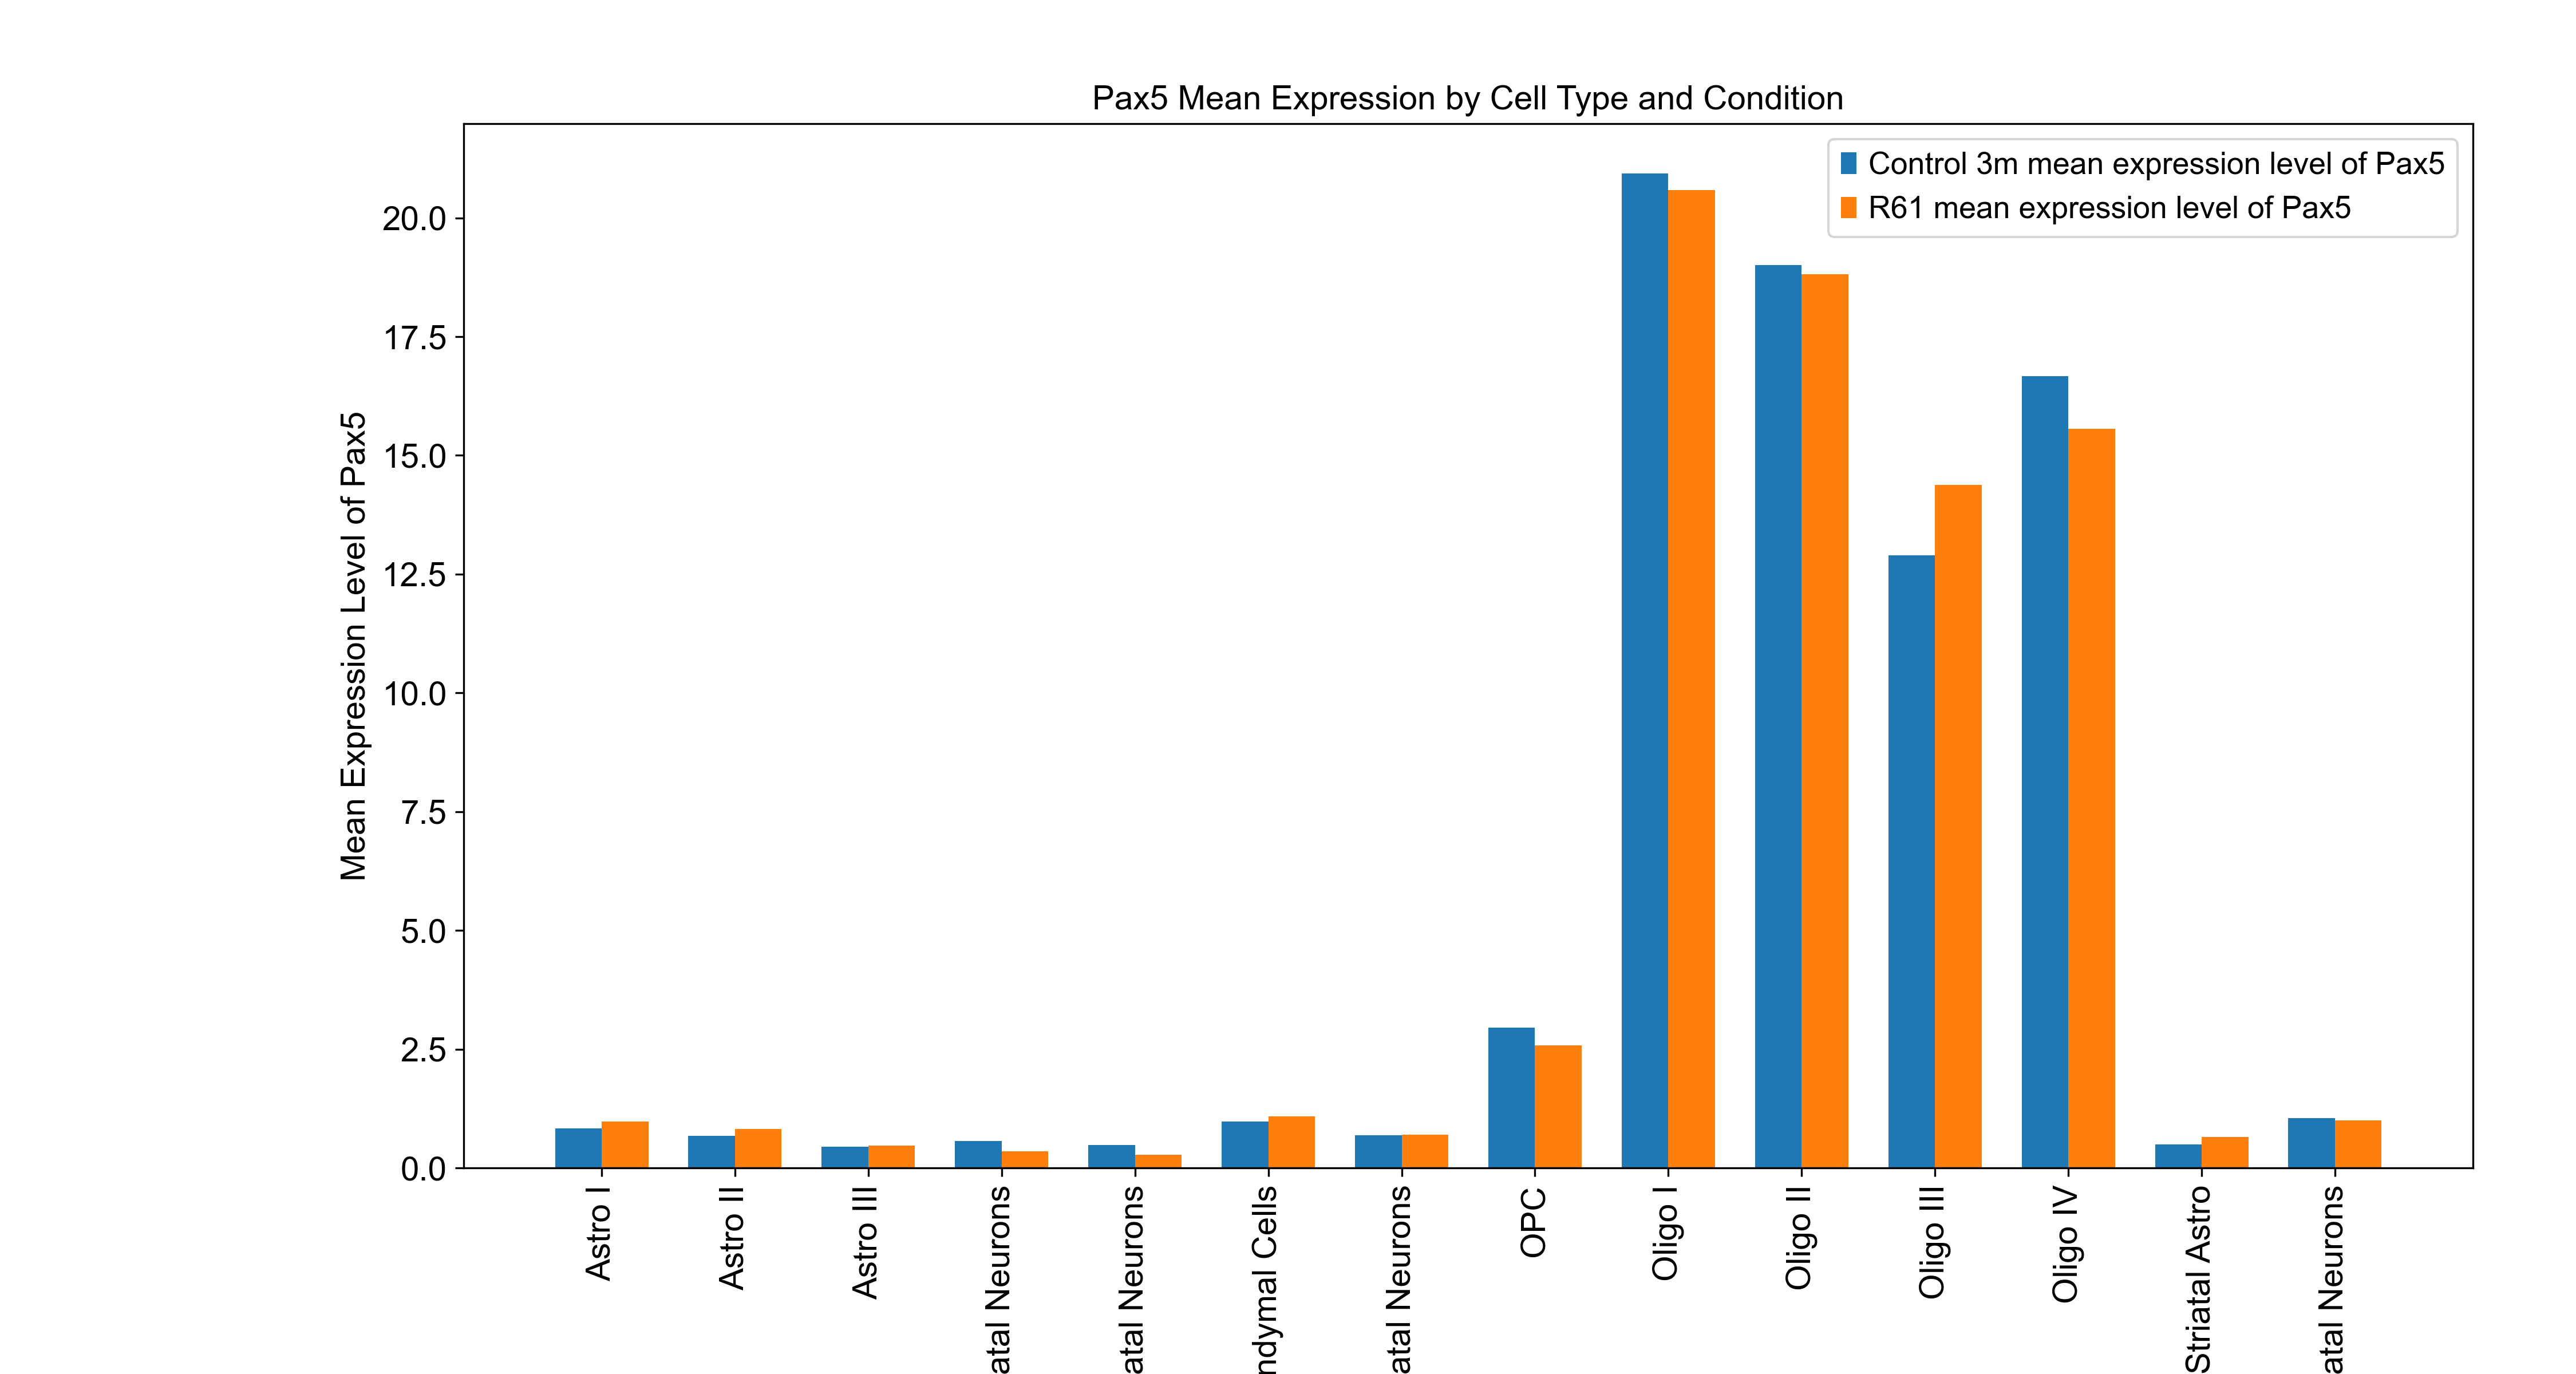 Pax5 Mean Expression by Cell Type and Condition
Control 3m mean expression level of Pax5
R61 mean expression level of Pax5
Mean Expression Level of Pax5
20.0
17.5
15.0
12.5
10.0
7.5
5.0
2.5
0.0
Astro I
Astro II
Astro III
atal Neurons
atal Neurons
ndymal Cells
atal Neurons
OPC
Oligo I
Oligo II
Oligo III
Oligo IV
Striatal Astro
atal Neurons